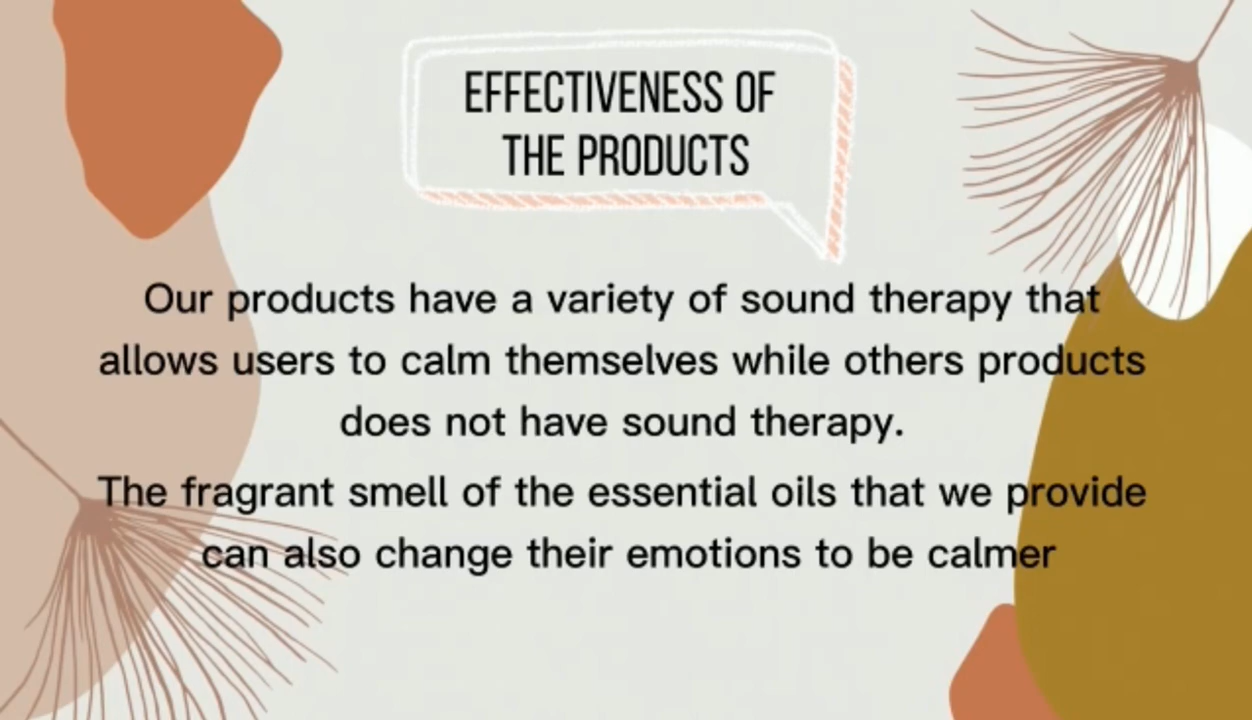 EFFECTIVENESS OF
THE PRODUCTS
Our products have a variety of sound therapy that
allows users to calm themselves while others products
does not have sound therapy.
The fragrant smell of the essential oils that we provide
can also change their emotions to be calmer